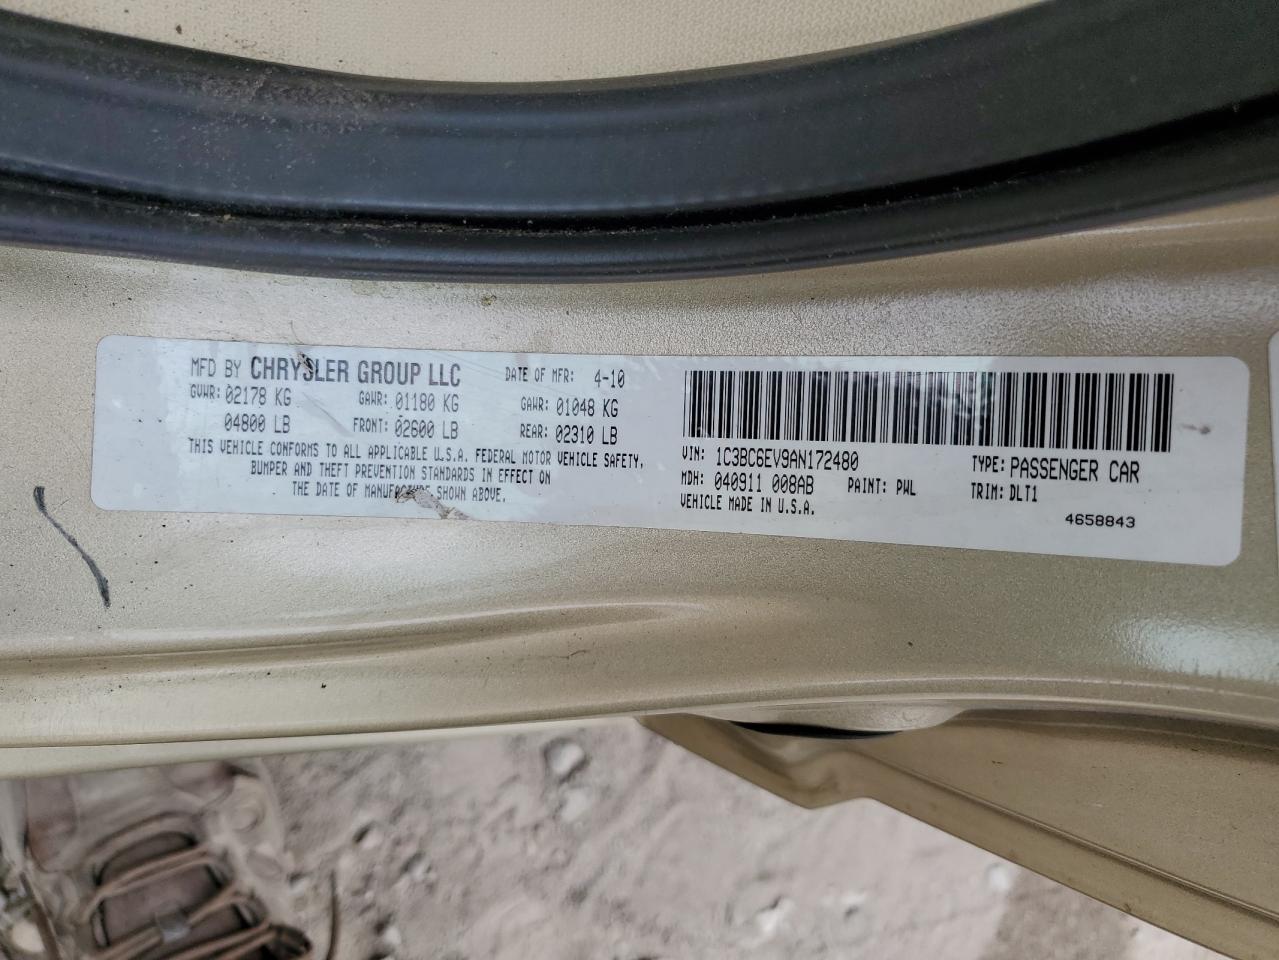 MFD BY CHRYSLER GROUP LLC DATE OF MFR: 4-10
GVWR: 02178 KG GAWR: 01180 KG GAWR: 01048 KG
04800 LB FRONT: 02600 LB REAR: 02310 LB
THIS VEHICLE CONFORMS TO ALL APPLICABLE U.S.A. FEDERAL MOTOR VEHICLE SAFETY,
BUMPER AND THEFT PREVENTION STANDARDS IN EFFECT ON
THE DATE OF MANUFACTURE SHOWN ABOVE.
VIN: 1C3BC6EV9AN172480 TYPE: PASSENGER CAR
MDH: 040911 008AB PAINT: PWL TRIM: DLT1
VEHICLE MADE IN U.S.A.
4658843